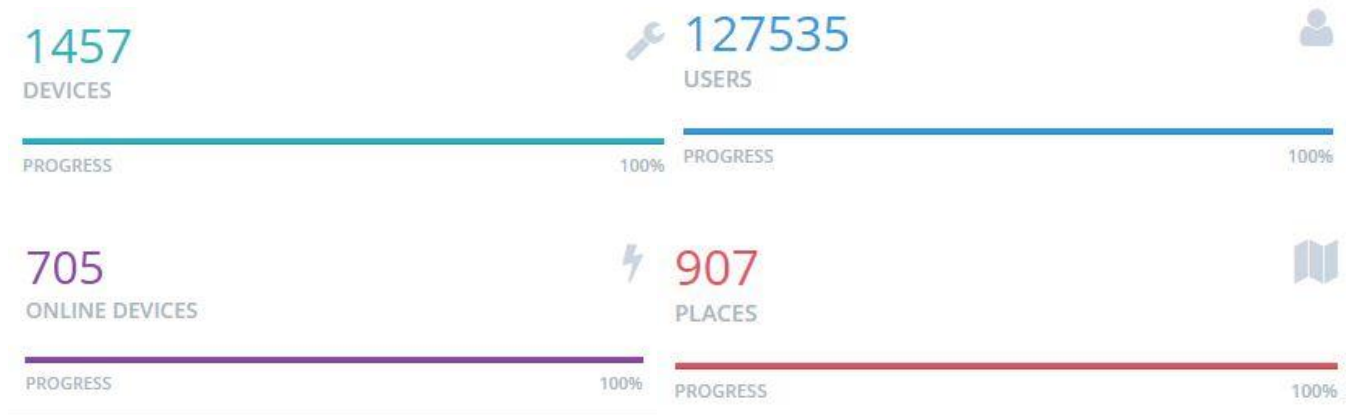 1457
DEVICES
PROGRESS 100%
127535
USERS
PROGRESS 100%
705
ONLINE DEVICES
PROGRESS 100%
907
PLACES
PROGRESS 100%